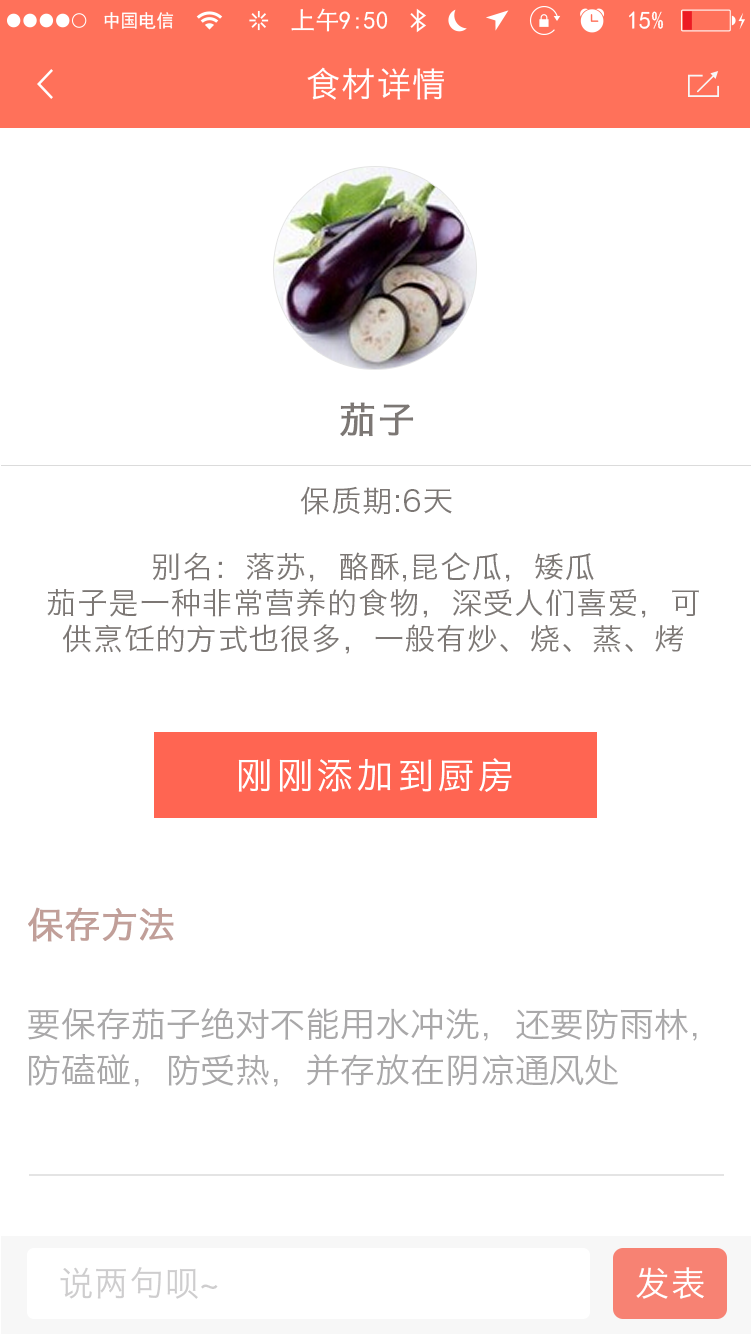 中国电信 上午9:50 15%
食材详情
茄子
保质期:6天
别名：落苏，酪酥,昆仑瓜，矮瓜
茄子是一种非常营养的食物，深受人们喜爱，可
供烹饪的方式也很多，一般有炒、烧、蒸、烤
刚刚添加到厨房
保存方法
要保存茄子绝对不能用水冲洗，还要防雨林，
防磕碰，防受热，并存放在阴凉通风处
说两句呗~ 发表